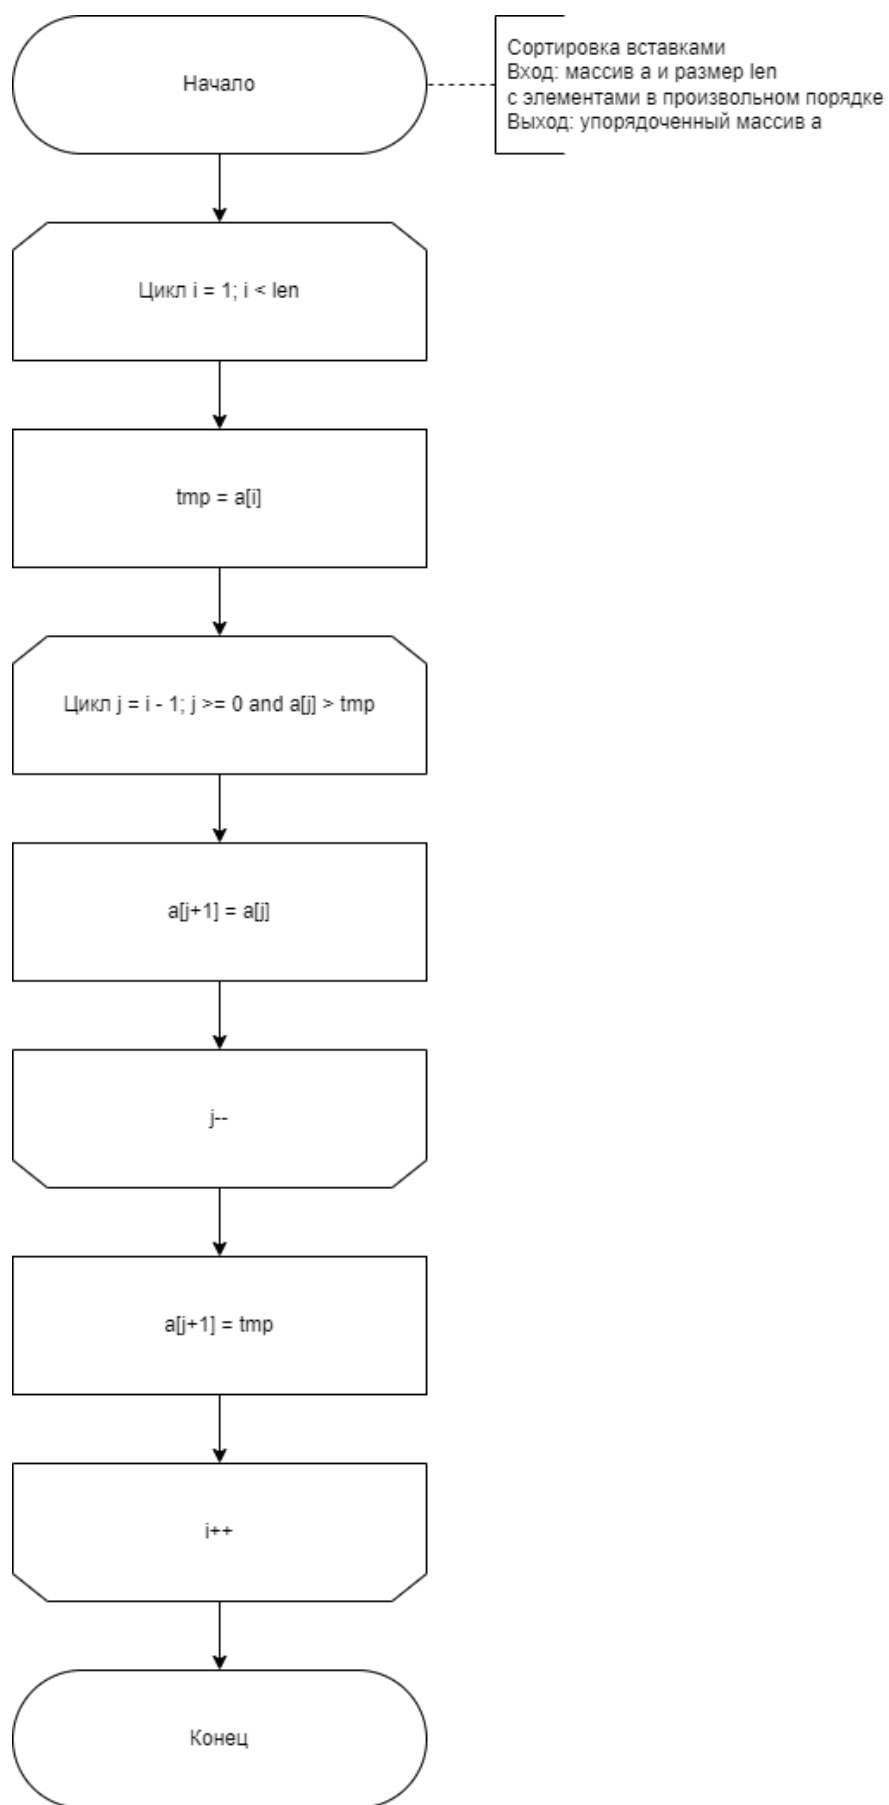 Начало
Сортировка вставками
Вход: массив a и размер len
с элементами в произвольном порядке
Выход: упорядоченный массив a
Цикл i = 1; i < len
tmp = a[i]
Цикл j = i - 1; j >= 0 and a[j] > tmp
a[j+1] = a[j]
j--
a[j+1] = tmp
i++
Конец